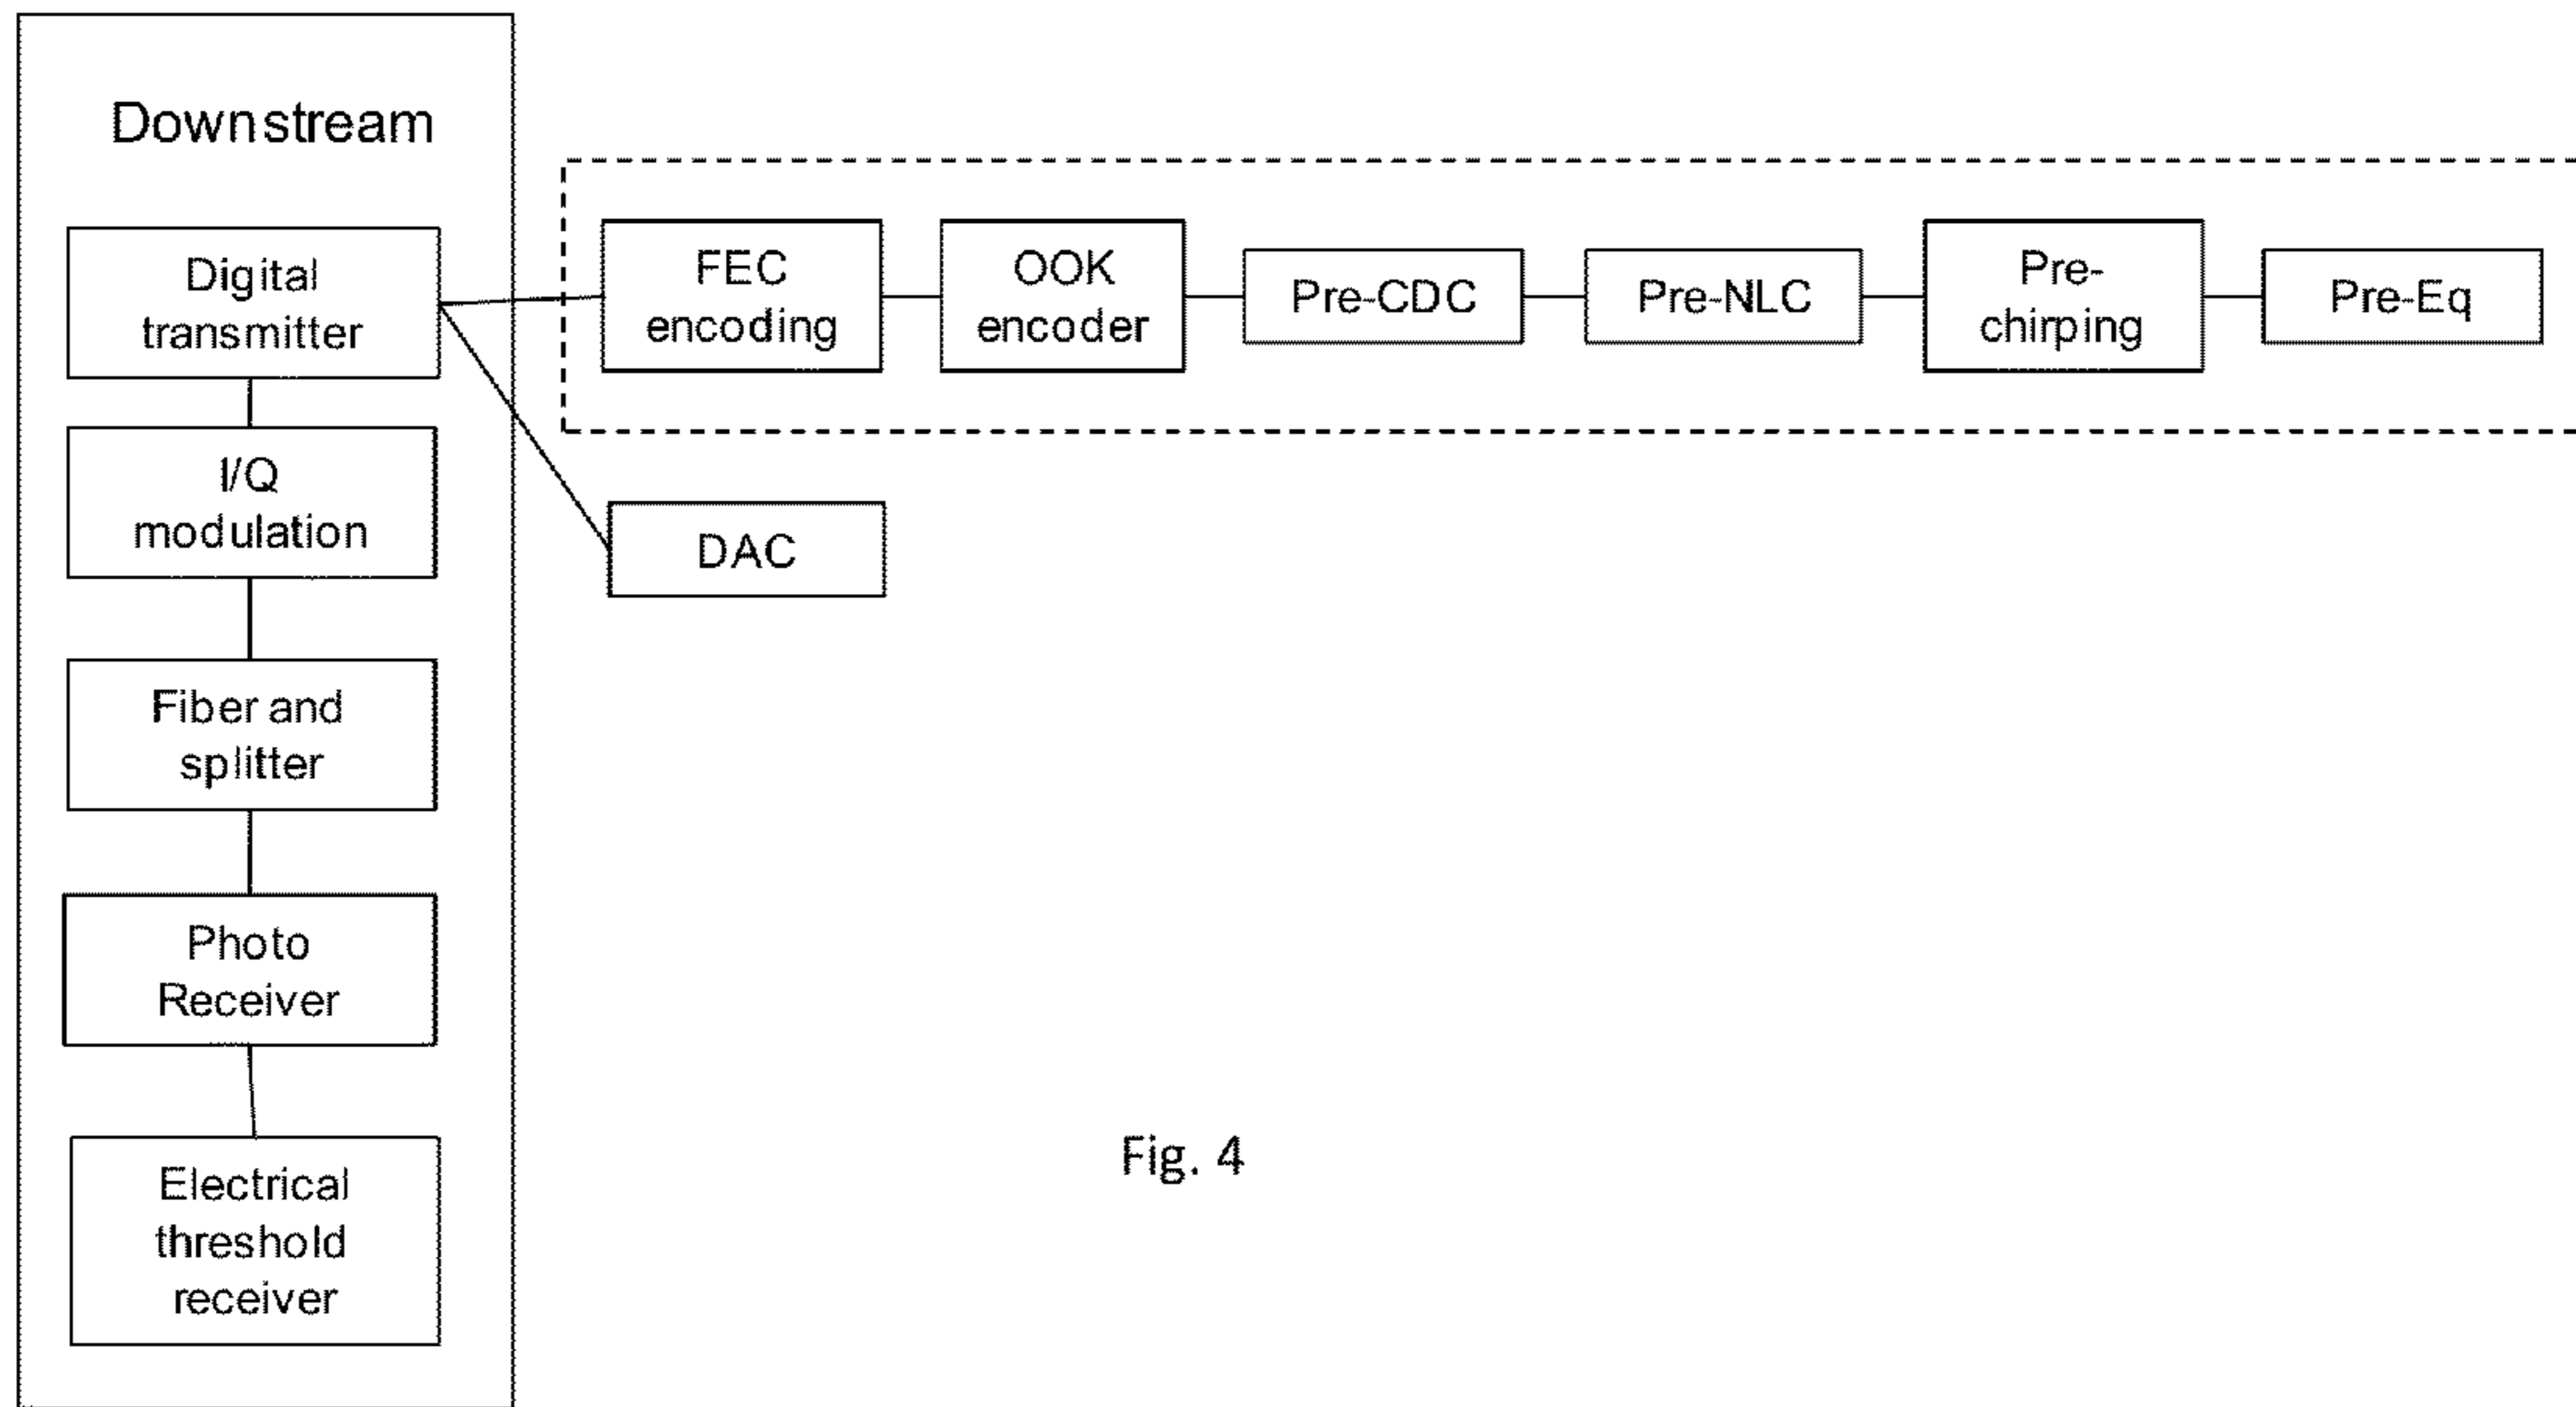 Downstream
Digital
transmitter
I/Q
modulation
Fiber and
splitter
Photo
Receiver
Electrical
threshold
receiver
FEC
encoding
OOK
encoder
Pre-CDC
Pre-NLC
Pre-
chirping
Pre-Eq
DAC
Fig. 4